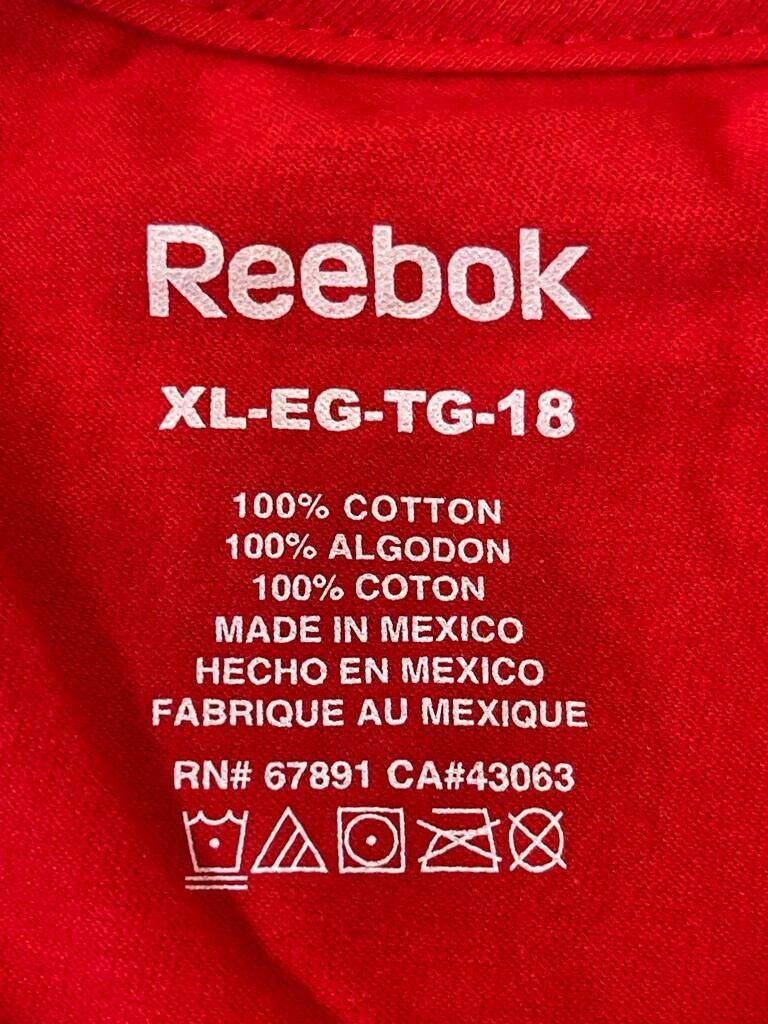 Reebok
XL-EG-TG-18
100% COTTON
100% ALGODON
100% COTON
MADE IN MEXICO
HECHO EN MEXICO
FABRIQUE AU MEXIQUE
RN# 67891 CA#43063